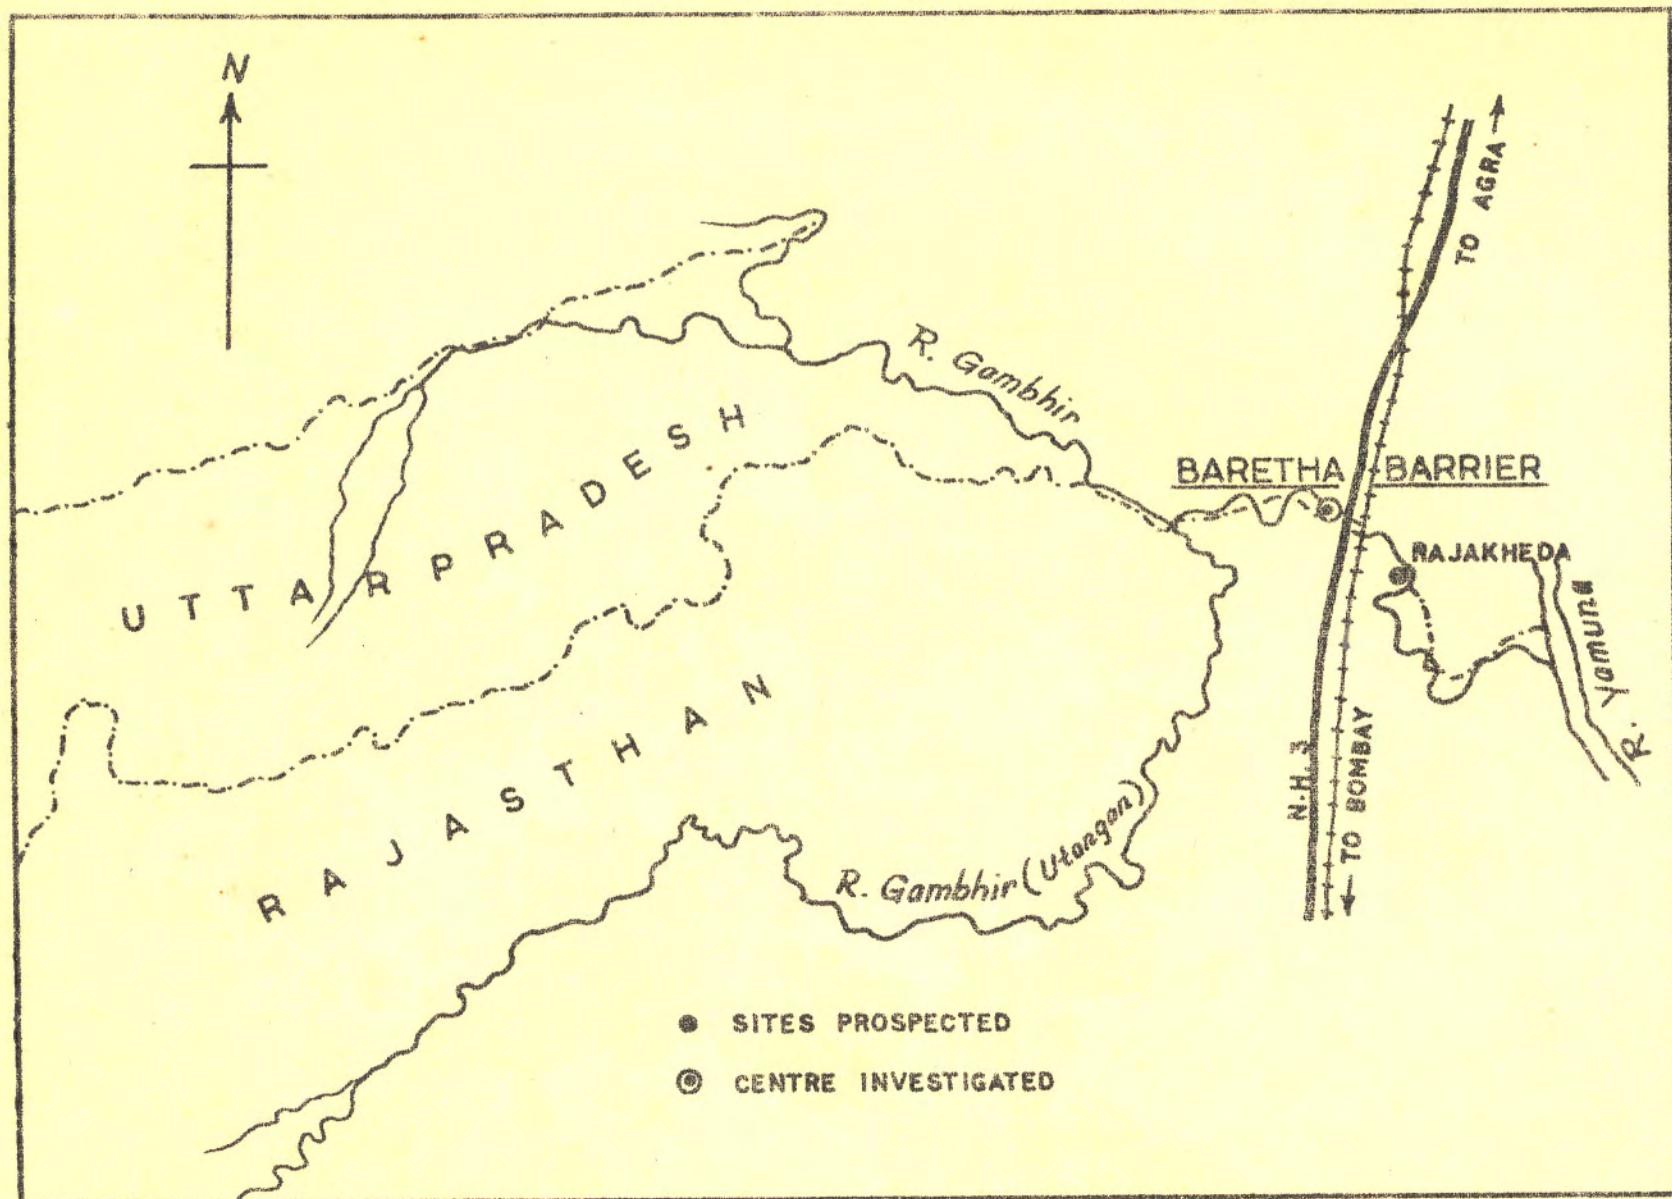 N
TO AGRA
R. Gambhir
BARETHA BARRIER
RAJAKHEDA
UTTAR PRADESH
R. Yamuna
RAJASTHAN
N.H. 3
TO BOMBAY
R. Gambhir (Utangan)
SITES PROSPECTED
CENTRE INVESTIGATED